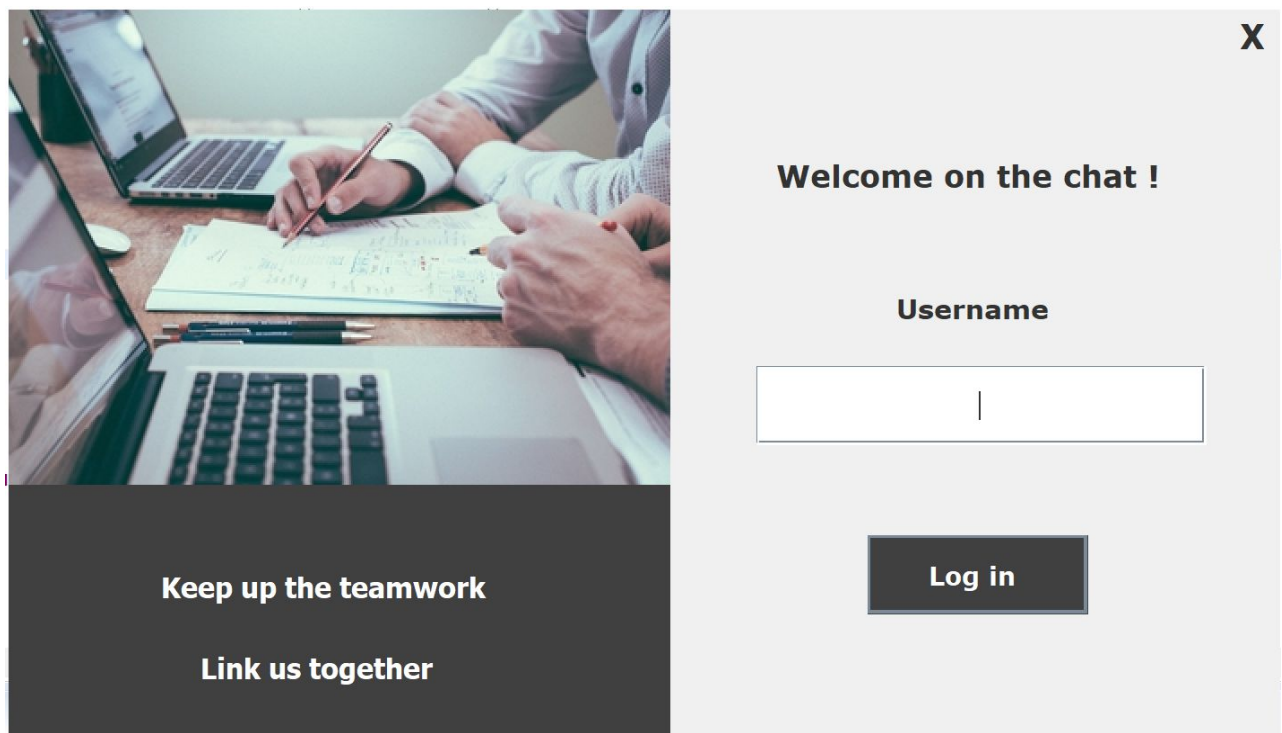 X
Welcome on the chat !
Username
Log in
Keep up the teamwork
Link us together